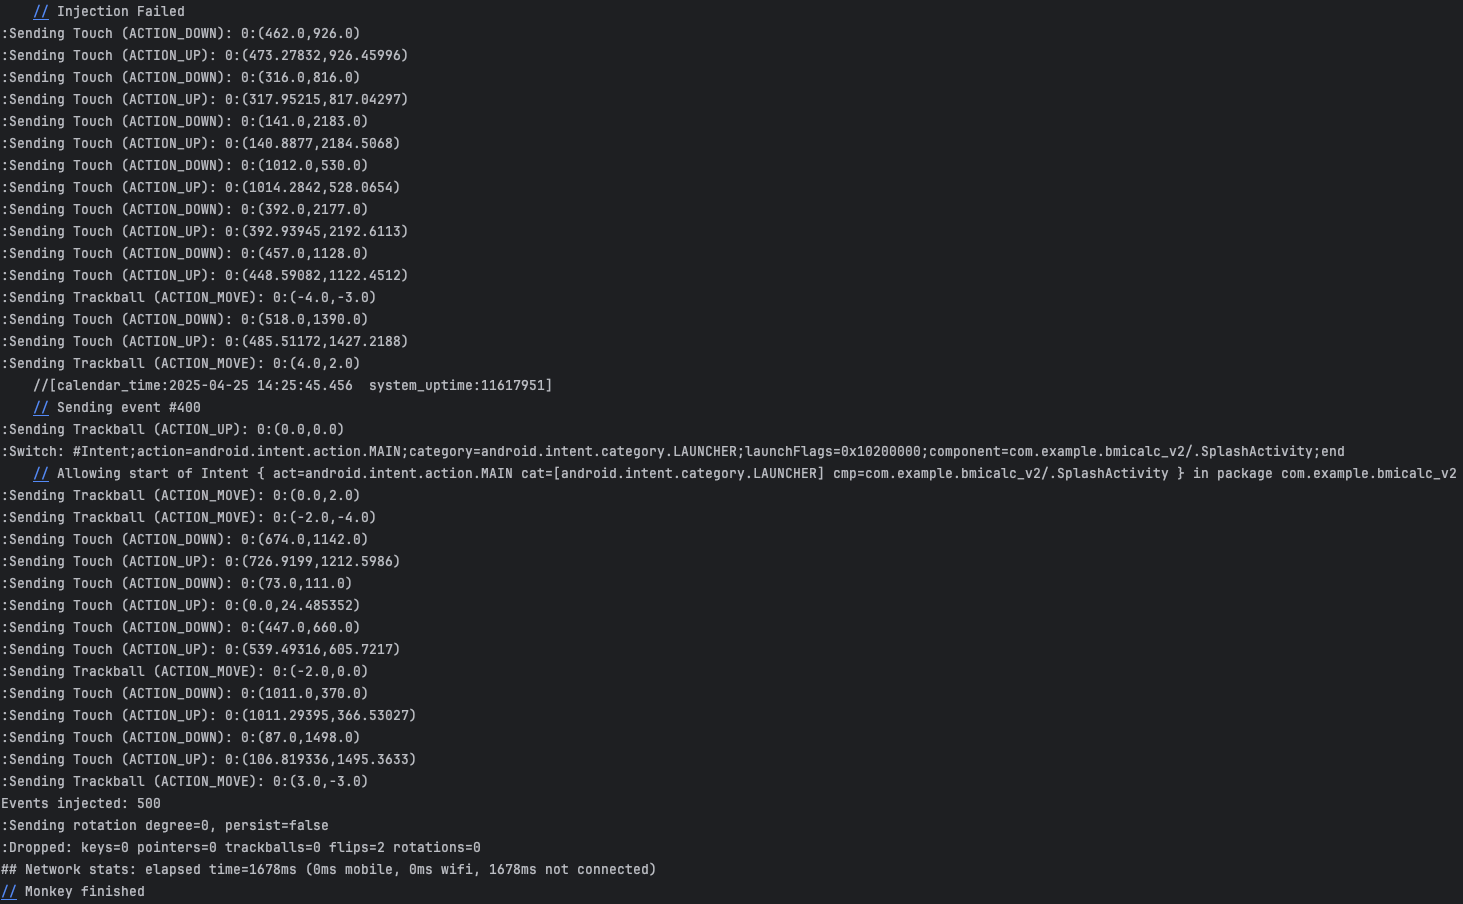 // Injection Failed
:Sending Touch (ACTION_DOWN): 0:(462.0,926.0)
:Sending Touch (ACTION_UP): 0:(473.27832,926.45996)
:Sending Touch (ACTION_DOWN): 0:(316.0,816.0)
:Sending Touch (ACTION_UP): 0:(317.95215,817.04297)
:Sending Touch (ACTION_DOWN): 0:(141.0,2183.0)
:Sending Touch (ACTION_UP): 0:(140.8877,2184.5068)
:Sending Touch (ACTION_DOWN): 0:(1012.0,530.0)
:Sending Touch (ACTION_UP): 0:(1014.2842,528.0654)
:Sending Touch (ACTION_DOWN): 0:(392.0,2177.0)
:Sending Touch (ACTION_UP): 0:(392.93945,2192.6113)
:Sending Touch (ACTION_DOWN): 0:(457.0,1128.0)
:Sending Touch (ACTION_UP): 0:(448.59082,1122.4512)
:Sending Trackball (ACTION_MOVE): 0:(-4.0,-3.0)
:Sending Touch (ACTION_DOWN): 0:(518.0,1390.0)
:Sending Touch (ACTION_UP): 0:(485.51172,1427.2188)
:Sending Trackball (ACTION_MOVE): 0:(4.0,2.0)
//[calendar_time:2025-04-25 14:25:45.456  system_uptime:11617951]
// Sending event #400
:Sending Trackball (ACTION_UP): 0:(0.0,0.0)
:Switch: #Intent;action=android.intent.action.MAIN;category=android.intent.category.LAUNCHER;launchFlags=0x10200000;component=com.example.bmicalc_v2/.SplashActivity;end
// Allowing start of Intent { act=android.intent.action.MAIN cat=[android.intent.category.LAUNCHER] cmp=com.example.bmicalc_v2/.SplashActivity } in package com.example.bmicalc_v2
:Sending Trackball (ACTION_MOVE): 0:(0.0,2.0)
:Sending Trackball (ACTION_MOVE): 0:(-2.0,-4.0)
:Sending Touch (ACTION_DOWN): 0:(674.0,1142.0)
:Sending Touch (ACTION_UP): 0:(726.9199,1212.5986)
:Sending Touch (ACTION_DOWN): 0:(73.0,111.0)
:Sending Touch (ACTION_UP): 0:(0.0,24.485352)
:Sending Touch (ACTION_DOWN): 0:(447.0,660.0)
:Sending Touch (ACTION_UP): 0:(539.49316,605.7217)
:Sending Trackball (ACTION_MOVE): 0:(-2.0,0.0)
:Sending Touch (ACTION_DOWN): 0:(1011.0,370.0)
:Sending Touch (ACTION_UP): 0:(1011.29395,366.53027)
:Sending Touch (ACTION_DOWN): 0:(87.0,1498.0)
:Sending Touch (ACTION_UP): 0:(106.819336,1495.3633)
:Sending Trackball (ACTION_MOVE): 0:(3.0,-3.0)
Events injected: 500
:Sending rotation degree=0, persist=false
:Dropped: keys=0 pointers=0 trackballs=0 flips=2 rotations=0
## Network stats: elapsed time=1678ms (0ms mobile, 0ms wifi, 1678ms not connected)
// Monkey finished